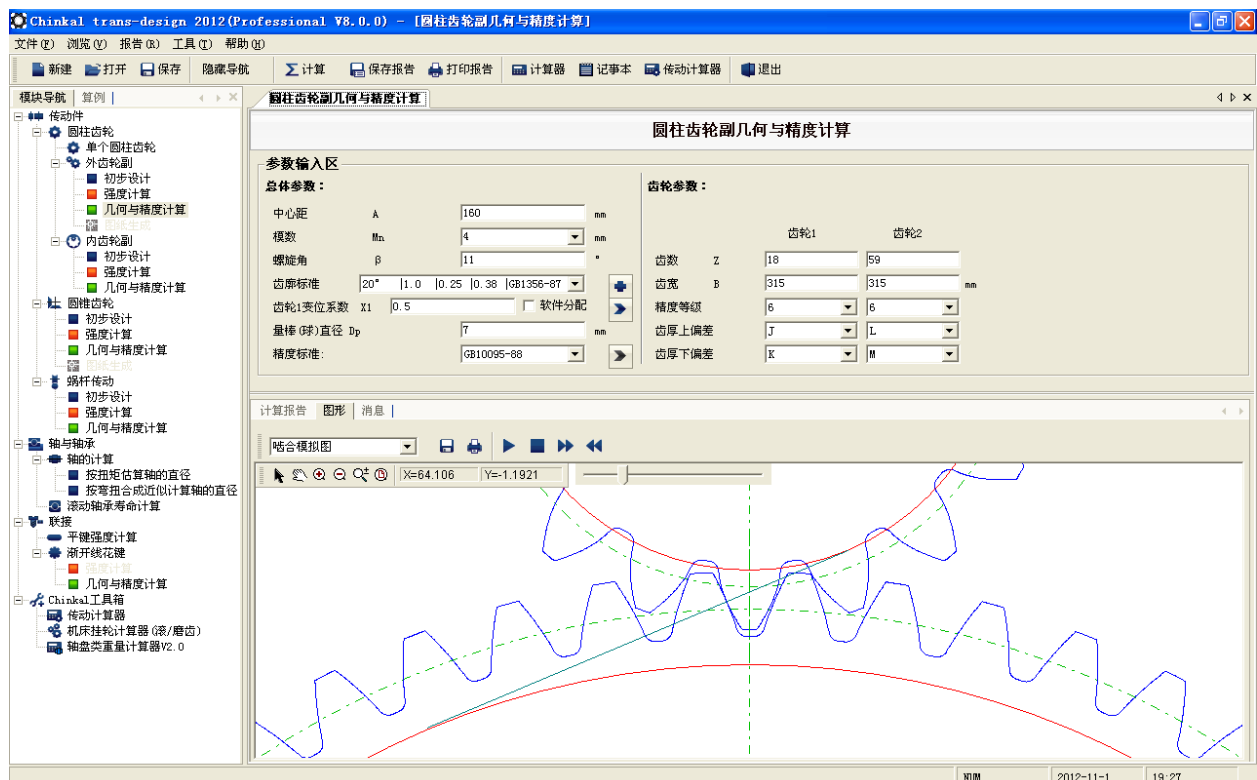 Chinkal trans-design 2012(Professional V8.0.0) - [圆柱齿轮副几何与精度计算]
文件(F) 浏览(V) 报告(R) 工具(T) 帮助(H)
新建 打开 保存 隐藏导航 计算 保存报告 打印报告 计算器 记事本 传动计算器 退出
模块导航 算例
圆柱齿轮副几何与精度计算
传动件
圆柱齿轮
单个圆柱齿轮
外齿轮副
初步设计
强度计算
几何与精度计算
图纸生成
内齿轮副
初步设计
强度计算
几何与精度计算
圆锥齿轮
初步设计
强度计算
几何与精度计算
图纸生成
蜗杆传动
初步设计
强度计算
几何与精度计算
轴与轴承
轴的计算
按扭矩估算轴的直径
按弯扭合成近似计算轴的直径
滚动轴承寿命计算
联接
平键强度计算
渐开线花键
强度计算
几何与精度计算
Chinkal工具箱
传动计算器
机床挂轮计算器(滚/磨齿)
轴盘类重量计算器V2.0
圆柱齿轮副几何与精度计算
参数输入区
总体参数：
中心距 A 160 mm
模数 Mn 4 mm
螺旋角 β 11 °
齿廓标准 20° |1.0 |0.25 |0.38 |GB1356-87
齿轮1变位系数 X1 0.5 软件分配
量棒(球)直径 Dp 7 mm
精度标准: GB10095-88
齿轮参数：
齿轮1 齿轮2
齿数 Z 18 59
齿宽 B 315 315 mm
精度等级 6 6
齿厚上偏差 J L
齿厚下偏差 K M
计算报告 图形 消息
啮合模拟图
X=64.106 Y=-1.1921
NUM 2012-11-1 19:27